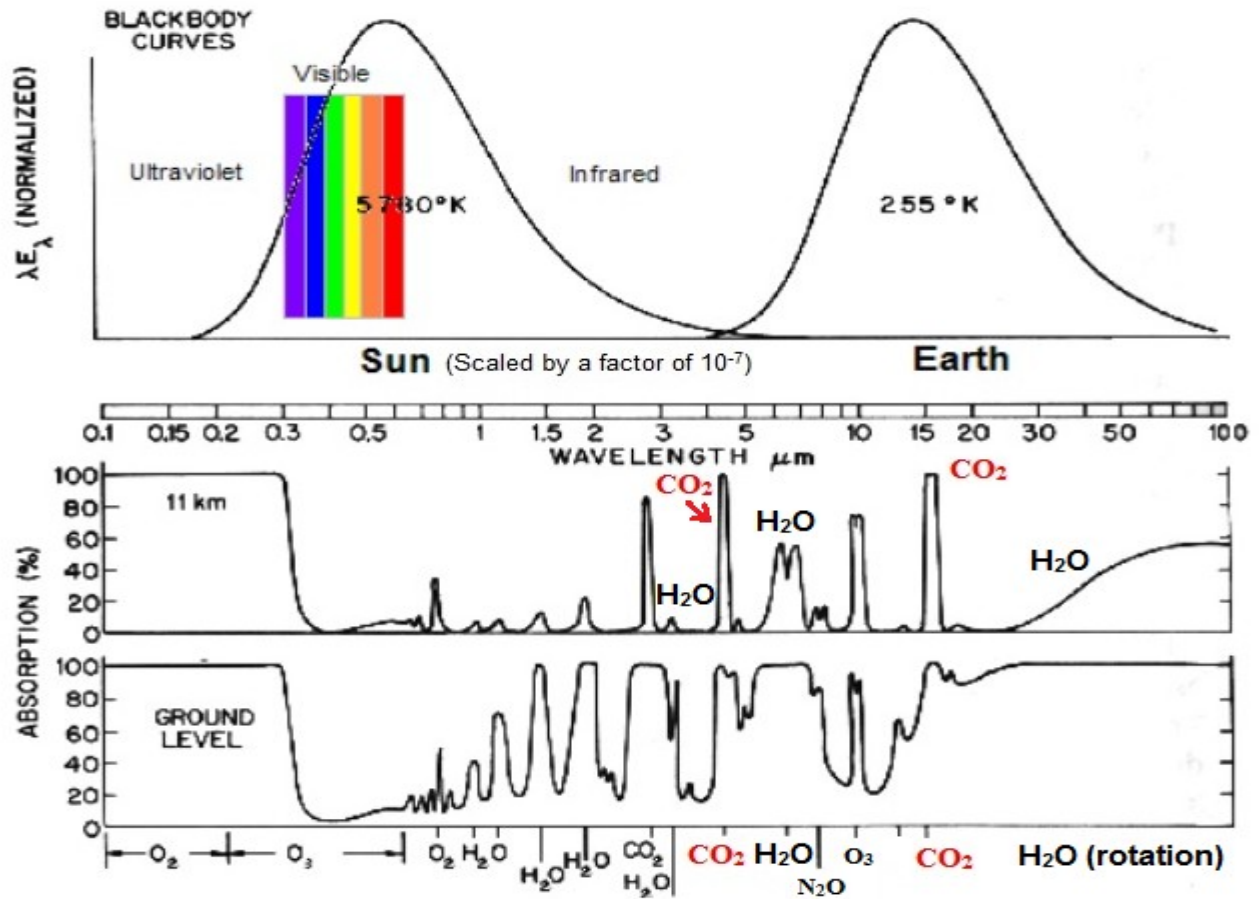 BLACKBODY
CURVES
Visible
Ultraviolet
Infrared
5780°K
255°K
λE λ (NORMALIZED)
Sun (Scaled by a factor of 10-7)
Earth
0.1 0.15 0.2 0.3 0.5 1 1.5 2 3 5 10 15 20 30 50 100
WAVELENGTH μm
100
80
60
40
20
0
11 km
CO2
H2O
H2O
CO2
H2O
ABSORPTION (%)
100
80
60
40
20
0
GROUND
LEVEL
O2 O3 O2 H2O H2O H2O CO2 H2O CO2 H2O N2O O3 CO2 H2O (rotation)